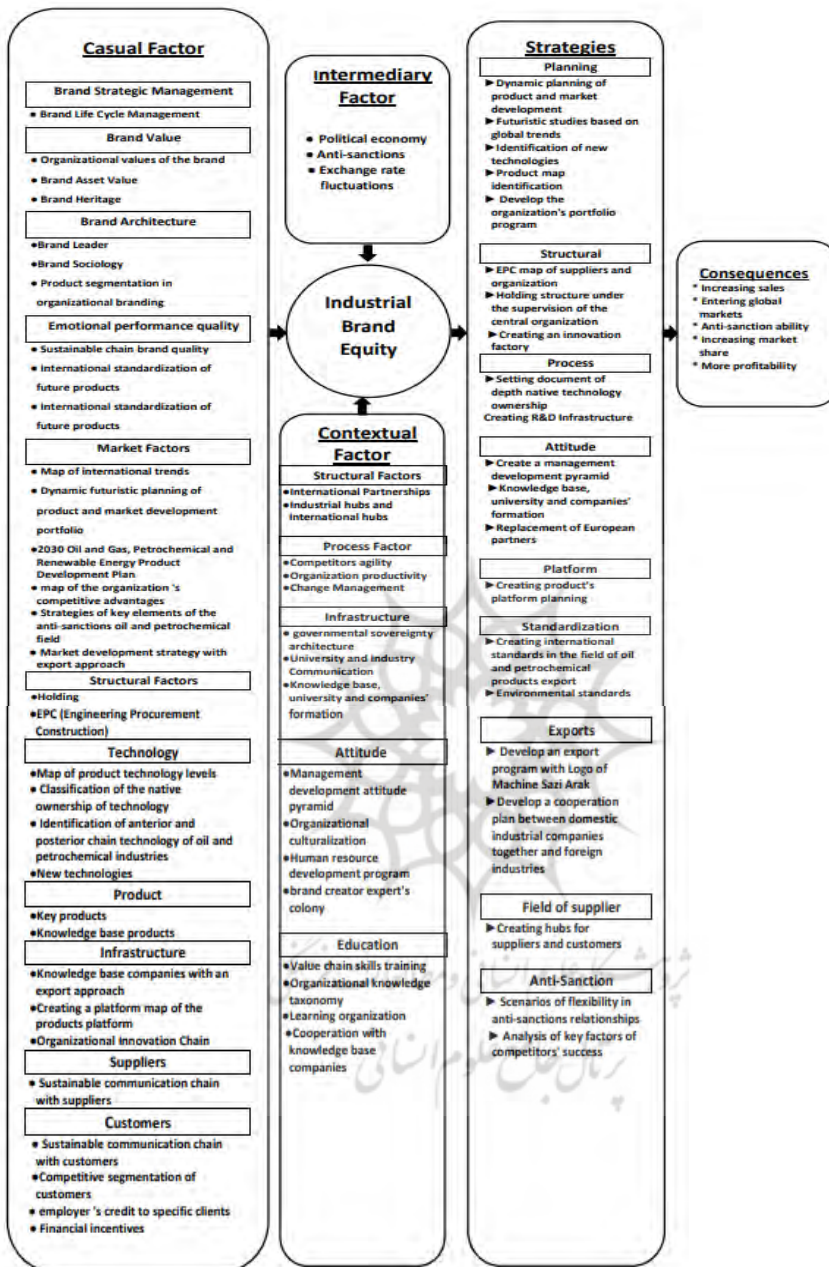 Casual Factor
Brand Strategic Management
● Brand Life Cycle Management
Brand Value
● Organizational values of the brand
● Brand Asset Value
● Brand Heritage
Brand Architecture
●Brand Leader
●Brand Sociology
● Product segmentation in
organizational branding
Emotional performance quality
● Sustainable chain brand quality
● International standardization of
future products
● International standardization of
future products
Market Factors
● Map of international trends
● Dynamic futuristic planning of
product and market development
portfolio
●2030 Oil and Gas, Petrochemical and
Renewable Energy Product
Development Plan
● map of the organization 's
competitive advantages
● Strategies of key elements of the
anti-sanctions oil and petrochemical
field
● Market development strategy with
export approach
Structural Factors
●Holding
●EPC (Engineering Procurement
Construction)
Technology
●Map of product technology levels
● Classification of the native
ownership of technology
● Identification of anterior and
posterior chain technology of oil and
petrochemical industries
●New technologies
Product
●Key products
●Knowledge base products
Infrastructure
●Knowledge base companies with an
export approach
●Creating a platform map of the
products platform
●Organizational Innovation Chain
Suppliers
● Sustainable communication chain
with suppliers
Customers
● Sustainable communication chain
with customers
●Competitive segmentation of
customers
● employer 's credit to specific clients
● Financial incentives
Intermediary
Factor
● Political economy
● Anti-sanctions
● Exchange rate
fluctuations
Industrial
Brand
Equity
Contextual
Factor
Structural Factors
●International Partnerships
●Industrial hubs and
International hubs
Process Factor
●Competitors agility
●Organization productivity
●Change Management
Infrastructure
● governmental sovereignty
architecture
●University and industry
Communication
●Knowledge base,
university and companies'
formation
Attitude
●Management
development attitude
pyramid
●Organizational
culturalization
●Human resource
development program
●brand creator expert's
colony
Education
●Value chain skills training
●Organizational knowledge
taxonomy
●Learning organization
●Cooperation with
knowledge base
companies
Strategies
Planning
►Dynamic planning of
product and market
development
►Futuristic studies based on
global trends
►Identification of new
technologies
►Product map
identification
► Develop the
organization's portfolio
program
Structural
►EPC map of suppliers and
organization
►Holding structure under
the supervision of the
central organization
►Creating an innovation
factory
Process
►Setting document of
depth native technology
ownership
Creating R&D Infrastructure
Attitude
►Create a management
development pyramid
►Knowledge base,
university and companies'
formation
►Replacement of European
partners
Platform
►Creating product's
platform planning
Standardization
►Creating international
standards in the field of oil
and petrochemical
products export
►Environmental standards
Exports
► Develop an export
program with Logo of
Machine Sazi Arak
►Develop a cooperation
plan between domestic
industrial companies
together and foreign
industries
Field of supplier
►Creating hubs for
suppliers and customers
Anti-Sanction
► Scenarios of flexibility in
anti-sanctions relationships
► Analysis of key factors of
competitors' success
Consequences
* Increasing sales
* Entering global
markets
* Anti-sanction ability
* Increasing market
share
* More profitability
پژوهشگاه علوم انسانی و مطالعات فرهنگی
پرتال جامع علوم انسانی